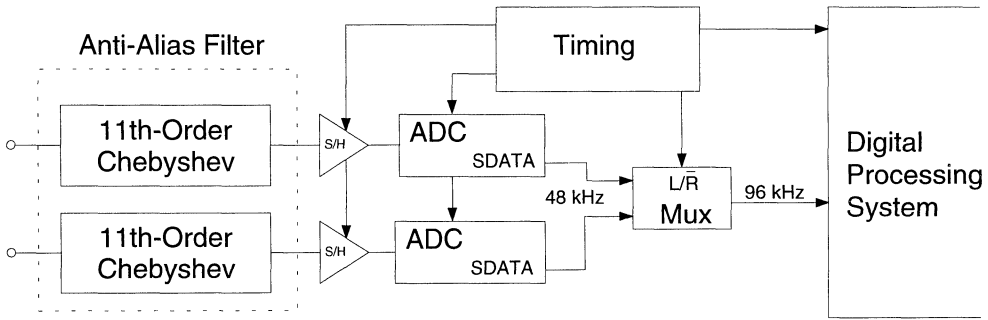 Anti-Alias Filter
Timing
11th-Order
Chebyshev
S/H
ADC
SDATA
48 kHz
L/R̅
Mux
96 kHz
Digital
Processing
System
11th-Order
Chebyshev
S/H
ADC
SDATA